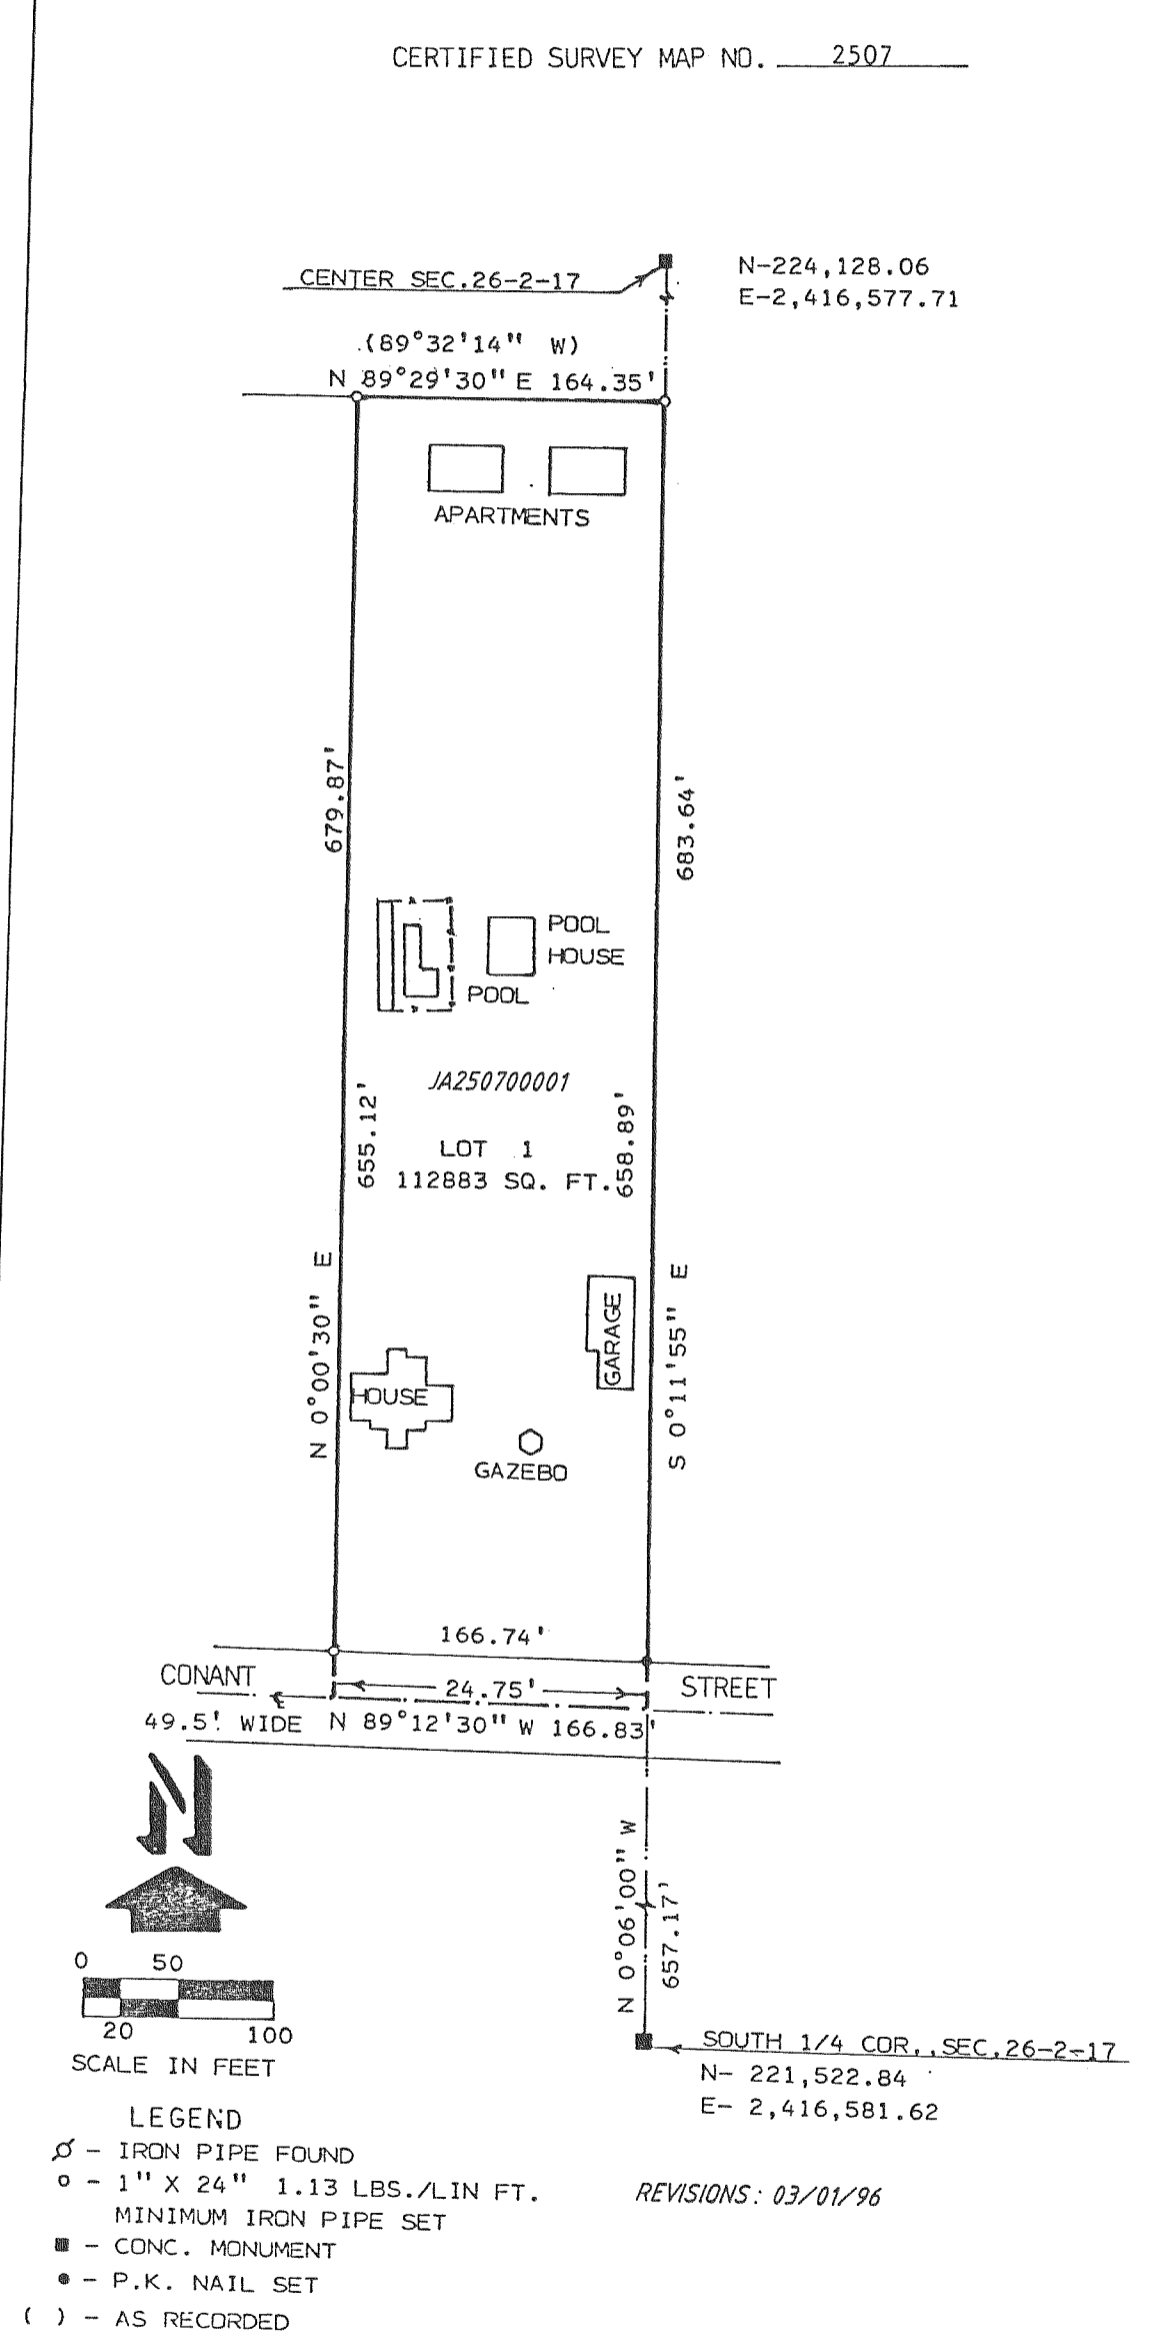 CERTIFIED SURVEY MAP NO. 2507
CENTER SEC.26-2-17
N-224,128.06
E-2,416,577.71
(89°32'14" W)
N 89°29'30" E 164.35'
APARTMENTS
679.87'
683.64'
POOL
HOUSE
POOL
JA250700001
655.12'
658.89'
LOT 1
112883 SQ. FT.
N 0°00'30" E
S 0°11'55" E
GARAGE
HOUSE
GAZEBO
166.74'
CONANT
24.75'
STREET
49.5' WIDE
N 89°12'30" W 166.83'
N
N 0°06'00" W
657.17'
0 50
20 100
SCALE IN FEET
SOUTH 1/4 COR., SEC.26-2-17
N- 221,522.84
E- 2,416,581.62
LEGEND
- IRON PIPE FOUND
- 1" X 24" 1.13 LBS./LIN FT.
MINIMUM IRON PIPE SET
- CONC. MONUMENT
- P.K. NAIL SET
( ) - AS RECORDED
REVISIONS: 03/01/96